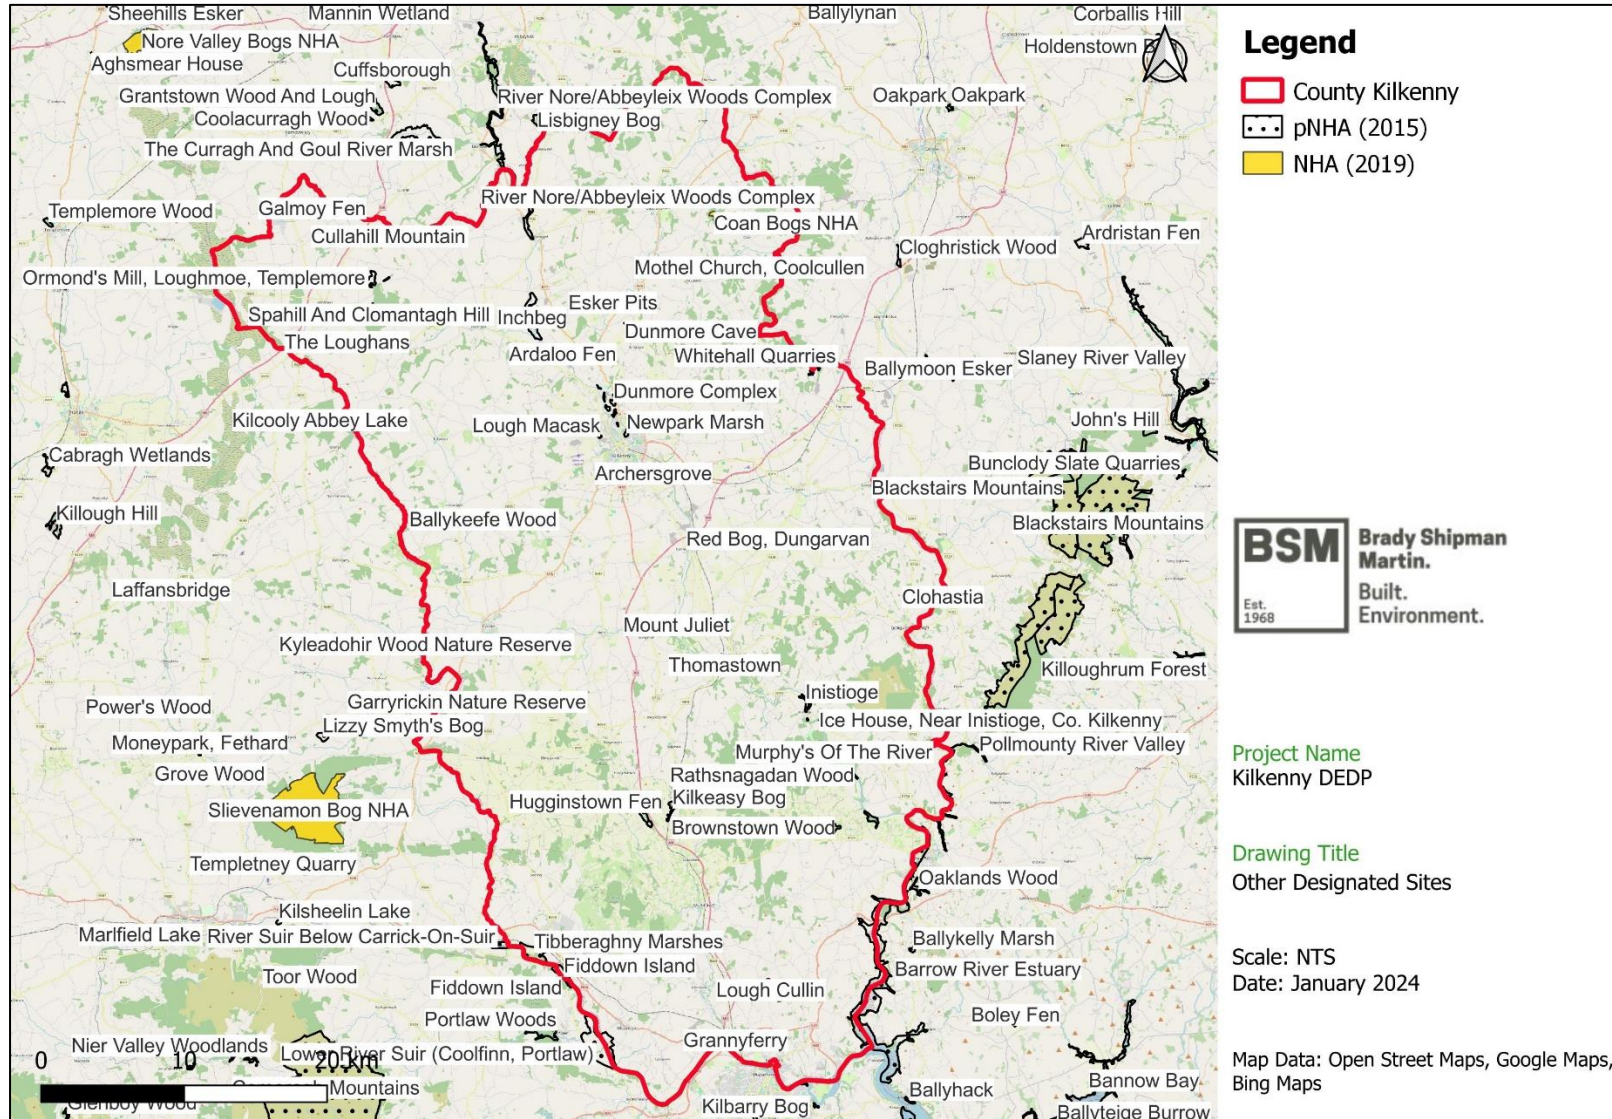 Sheehills Esker
Mannin Wetland
Ballylynan
Corballis Hill
Nore Valley Bogs NHA
Holdenstown B
Aghsmear House
Cuffsborough
Grantstown Wood And Lough
River Nore/Abbeyleix Woods Complex
Oakpark Oakpark
Coolacurragh Wood
Lisbigney Bog
The Curragh And Goul River Marsh
River Nore/Abbeyleix Woods Complex
Templemore Wood
Galmoy Fen
Coan Bogs NHA
Cullahill Mountain
Cloghristick Wood
Ardristan Fen
Ormond's Mill, Loughmoe, Templemore
Mothel Church, Coolcullen
Esker Pits
Spahill And Clomantagh Hill
Inchbeg
Dunmore Cave
The Loughans
Ardaloo Fen
Whitehall Quarries
Ballymoon Esker
Slaney River Valley
Dunmore Complex
Kilcooly Abbey Lake
Lough Macask
Newpark Marsh
John's Hill
Cabragh Wetlands
Archersgrove
Bunclody Slate Quarries
Blackstairs Mountains
Killough Hill
Ballykeefe Wood
Blackstairs Mountains
Red Bog, Dungarvan
Laffansbridge
Clohastia
Mount Juliet
Kyleadohir Wood Nature Reserve
Thomastown
Killoughrum Forest
Garryrickin Nature Reserve
Inistioge
Power's Wood
Lizzy Smyth's Bog
Ice House, Near Inistioge, Co. Kilkenny
Moneypark, Fethard
Murphy's Of The River
Pollmounty River Valley
Grove Wood
Rathsnagadan Wood
Slievenamon Bog NHA
Hugginstown Fen
Kilkeasy Bog
Brownstown Wood
Templetney Quarry
Oaklands Wood
Kilsheelin Lake
Marlfield Lake
River Suir Below Carrick-On-Suir
Tibberaghny Marshes
Ballykelly Marsh
Toor Wood
Fiddown Island
Barrow River Estuary
Fiddown Island
Lough Cullin
Portlaw Woods
Boley Fen
Nier Valley Woodlands
Lower River Suir (Coolfinn, Portlaw)
Grannyferry
0 10 20 km
Mountains
Ballyhack
Bannow Bay
Glenboy Wood
Kilbarry Bog
Ballyteige Burrow
Legend
County Kilkenny
pNHA (2015)
NHA (2019)
BSM
Est.
1968
Brady Shipman
Martin.
Built.
Environment.
Project Name
Kilkenny DEDP
Drawing Title
Other Designated Sites
Scale: NTS
Date: January 2024
Map Data: Open Street Maps, Google Maps,
Bing Maps